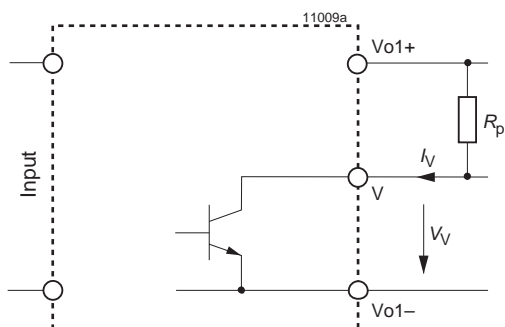 11009a
Vo1+
Rp
IV
V
Input
VV
Vo1–